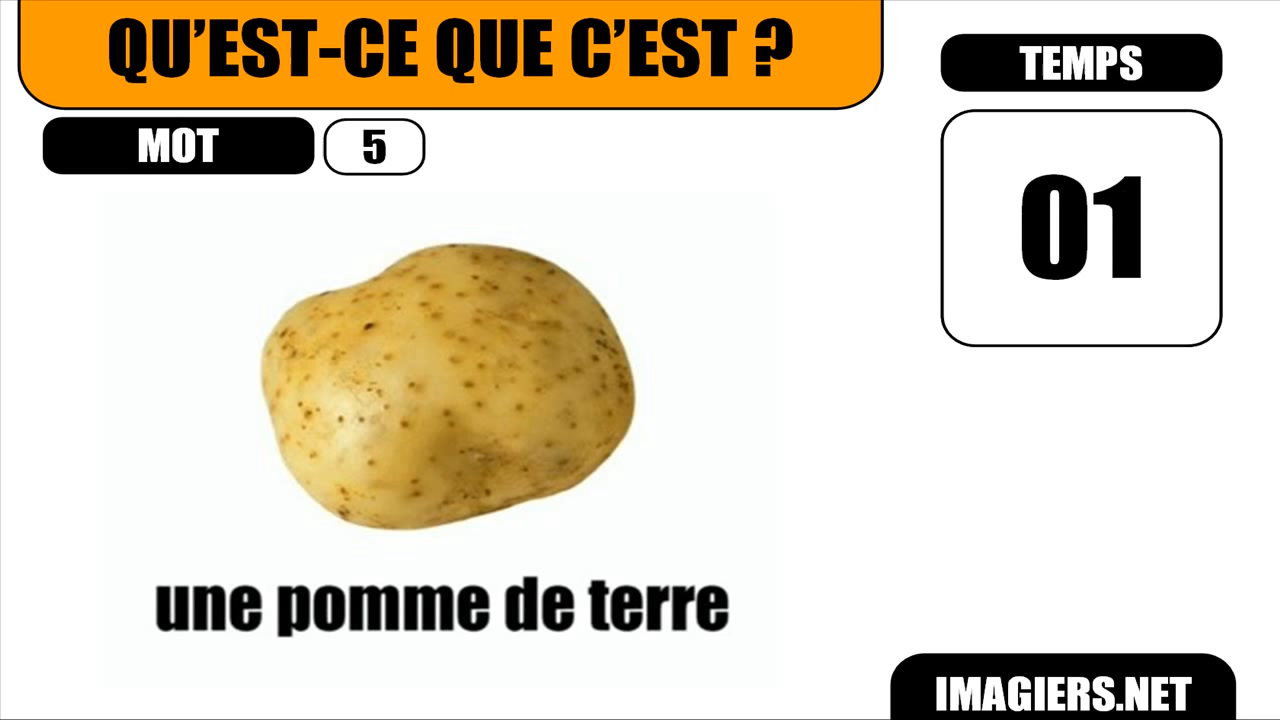 QU’EST-CE QUE C’EST ?
TEMPS
MOT
5
01
une pomme de terre
IMAGIERS.NET